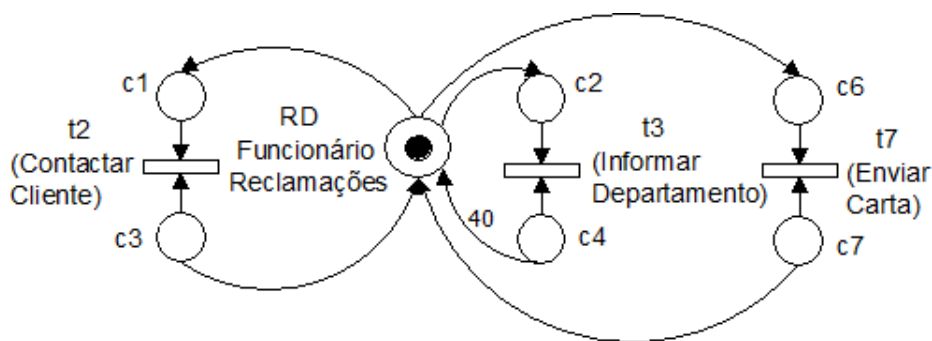 c1
t2
(Contactar
Cliente)
c3
RD
Funcionário
Reclamações
40
c2
t3
(Informar
Departamento)
c4
c6
t7
(Enviar
Carta)
c7